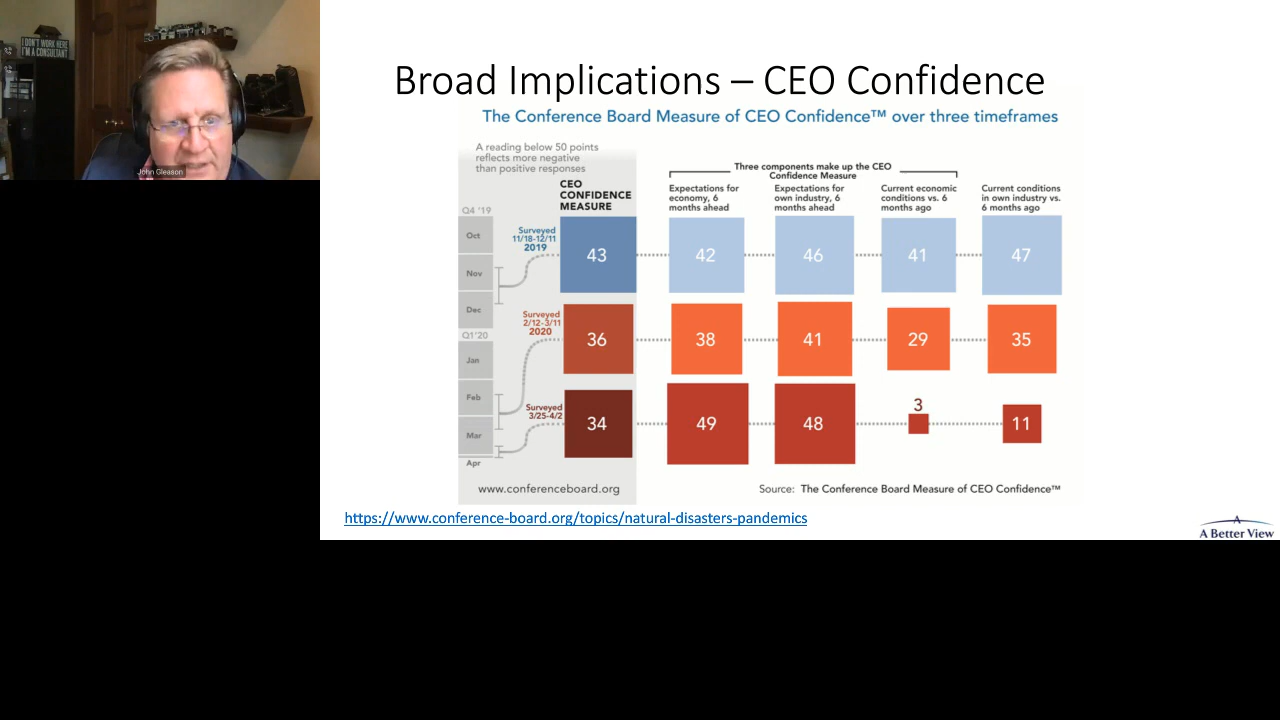 I DON'T WORK HERE
I'M A CONSULTANT
John Gleason
Broad Implications – CEO Confidence
The Conference Board Measure of CEO Confidence™ over three timeframes
A reading below 50 points
reflects more negative
than positive responses
CEO
CONFIDENCE
MEASURE
Three components make up the CEO
Confidence Measure
Expectations for
economy, 6
months ahead
Expectations for
own industry, 6
months ahead
Current economic
conditions vs. 6
months ago
Current conditions
in own industry vs.
6 months ago
Q4 '19
Oct
Nov
Dec
Q1'20
Jan
Feb
Mar
Apr
Surveyed
11/18-12/11
2019
43
42
46
41
47
Surveyed
2/12-3/11
2020
36
38
41
29
35
Surveyed
3/25-4/2
34
49
48
3
11
www.conferenceboard.org
Source: The Conference Board Measure of CEO Confidence™
https://www.conference-board.org/topics/natural-disasters-pandemics
A Better View